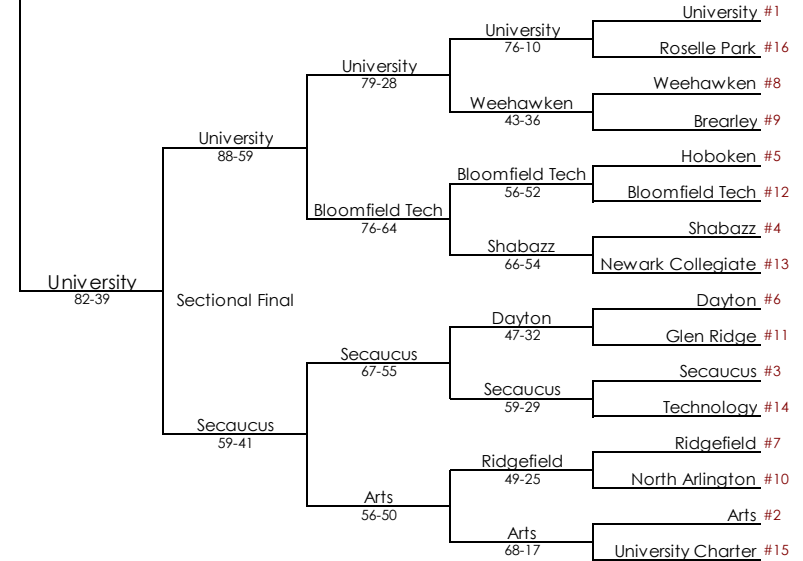 University #1
University
76-10
Roselle Park #16
University
79-28
Weehawken #8
Weehawken
43-36
Brearley #9
University
88-59
Hoboken #5
Bloomfield Tech
56-52
Bloomfield Tech #12
Bloomfield Tech
76-64
Shabazz #4
Shabazz
66-54
Newark Collegiate #13
University
82-39
Sectional Final
Dayton #6
Dayton
47-32
Glen Ridge #11
Secaucus
67-55
Secaucus #3
Secaucus
59-29
Technology #14
Secaucus
59-41
Ridgefield #7
Ridgefield
49-25
North Arlington #10
Arts
56-50
Arts #2
Arts
68-17
University Charter #15